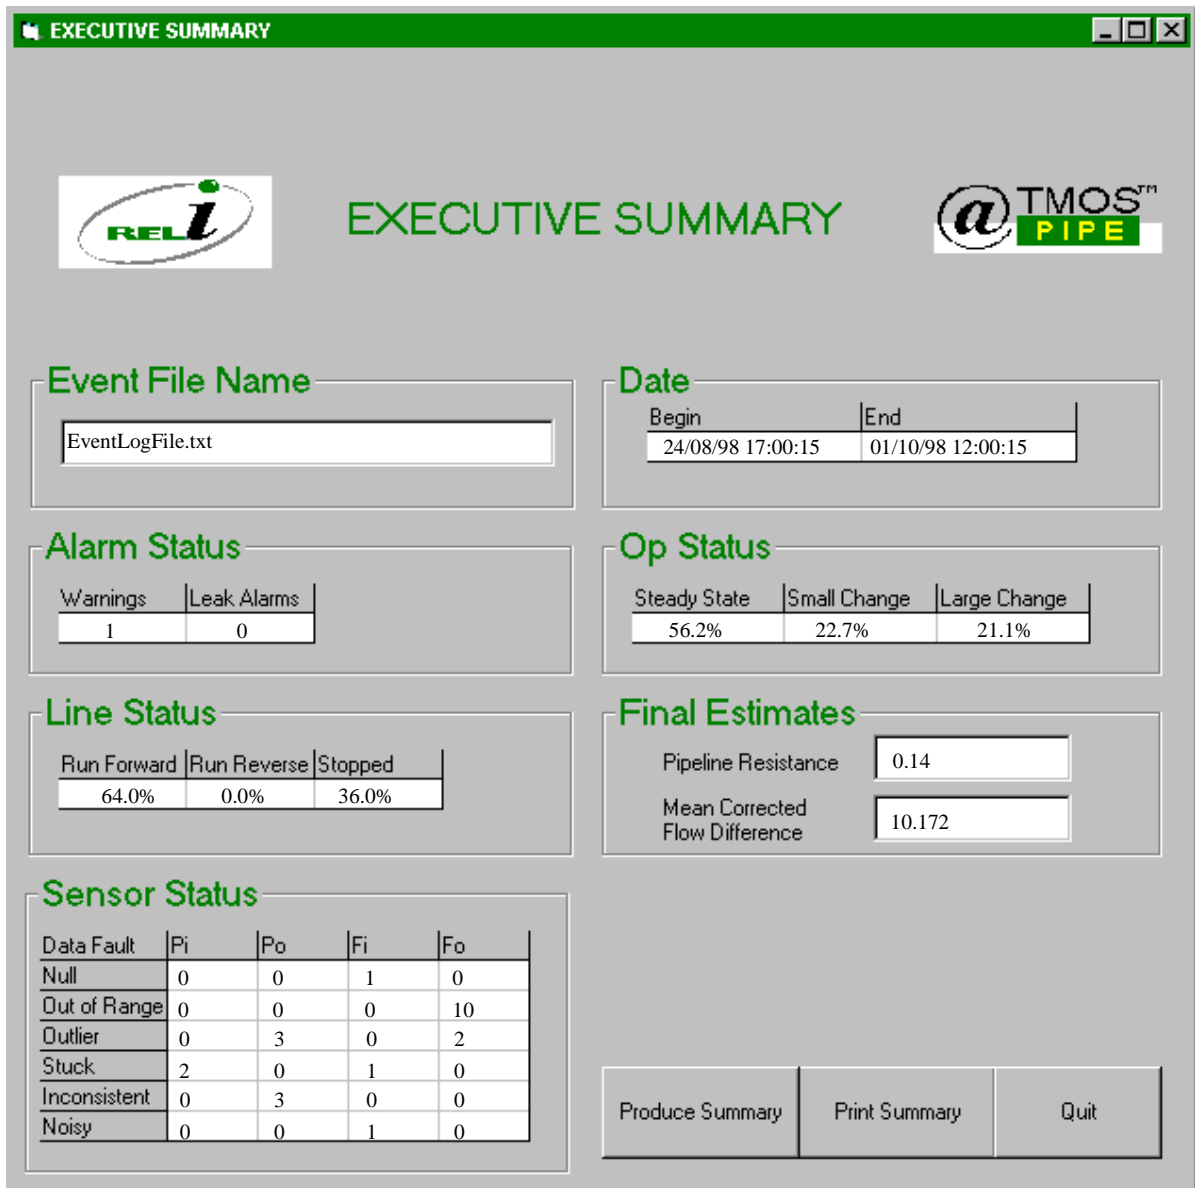 EXECUTIVE SUMMARY
RELi
EXECUTIVE SUMMARY
@TMOS™
PIPE
Event File Name
EventLogFile.txt
Date
Begin End
24/08/98 17:00:15 01/10/98 12:00:15
Alarm Status
Warnings Leak Alarms
1 0
Op Status
Steady State Small Change Large Change
56.2% 22.7% 21.1%
Line Status
Run Forward Run Reverse Stopped
64.0% 0.0% 36.0%
Final Estimates
Pipeline Resistance 0.14
Mean Corrected
Flow Difference 10.172
Sensor Status
Data Fault Pi Po Fi Fo
Null 0 0 1 0
Out of Range 0 0 0 10
Outlier 0 3 0 2
Stuck 2 0 1 0
Inconsistent 0 3 0 0
Noisy 0 0 1 0
Produce Summary Print Summary Quit